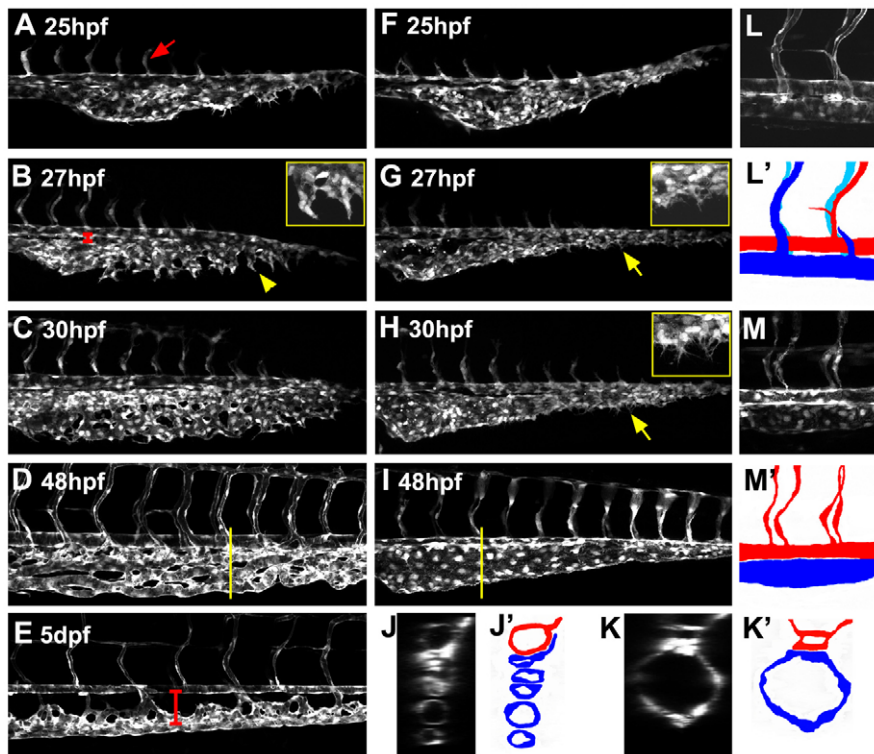 A 25hpf
F 25hpf
L
B 27hpf
G 27hpf
L'
C 30hpf
H 30hpf
M
D 48hpf
I 48hpf
M'
E 5dpf
J
J'
K
K'